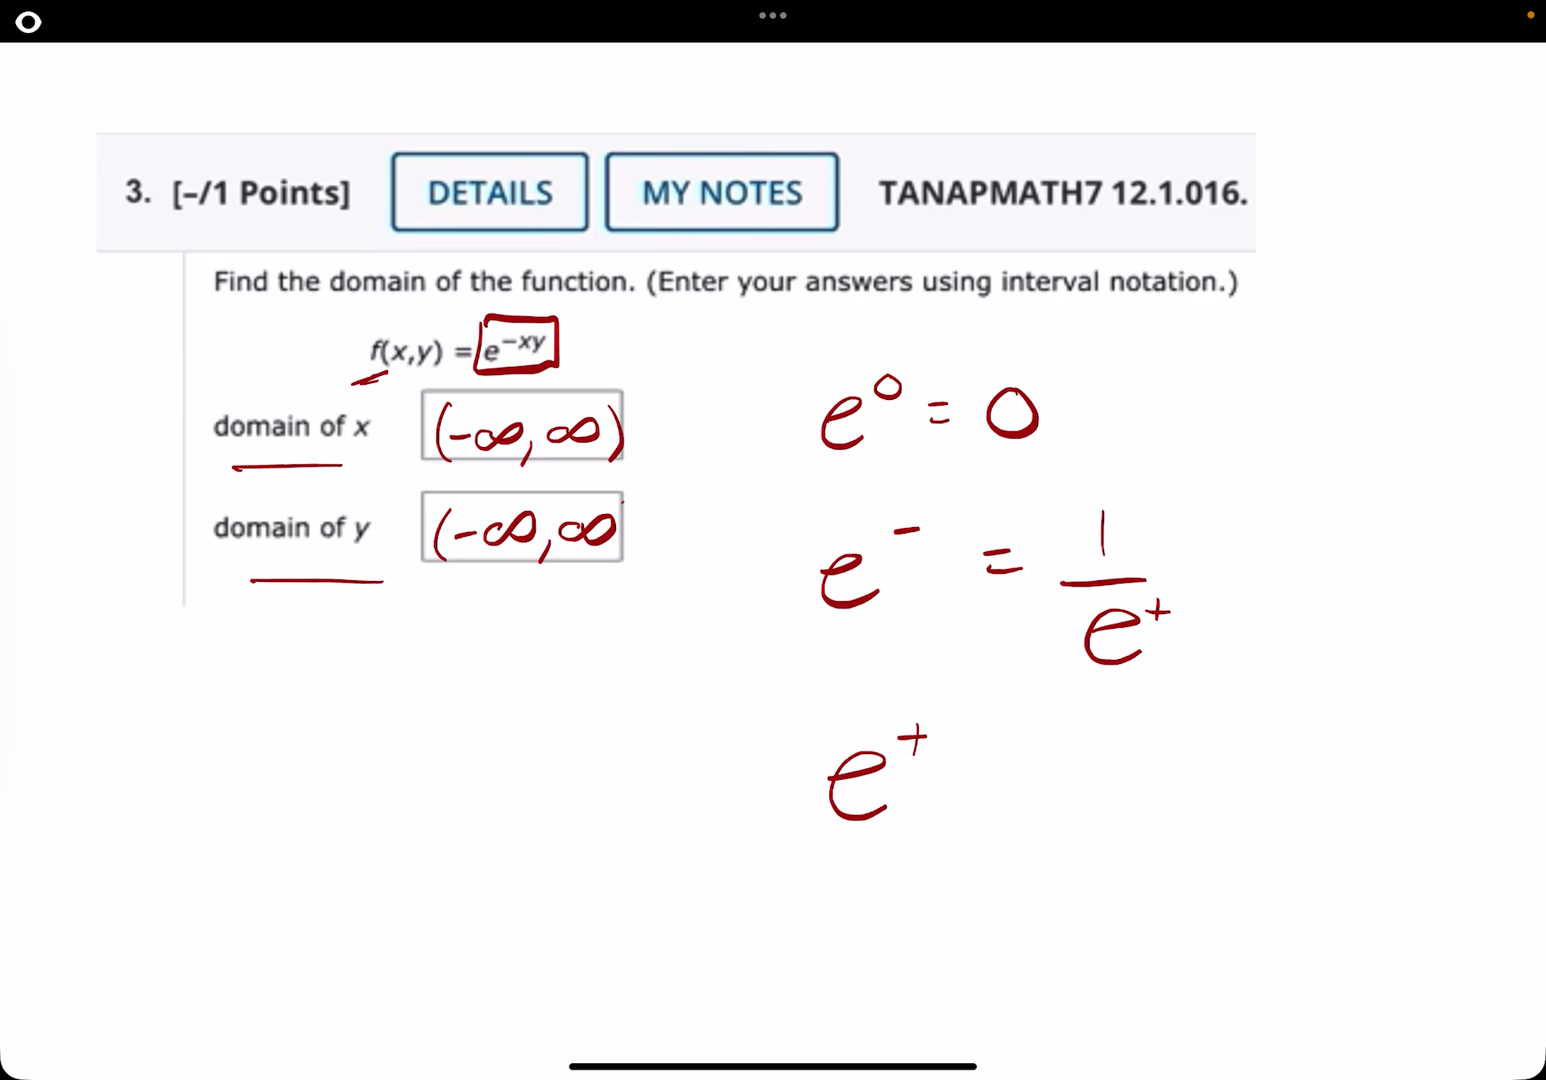 3. [-/1 Points] DETAILS MY NOTES TANAPMATH7 12.1.016.
Find the domain of the function. (Enter your answers using interval notation.)
f(x,y) = e^{-xy}
domain of x (-∞, ∞)
domain of y (-∞, ∞
e^0 = 0
e^- = 1/e^+
e^+